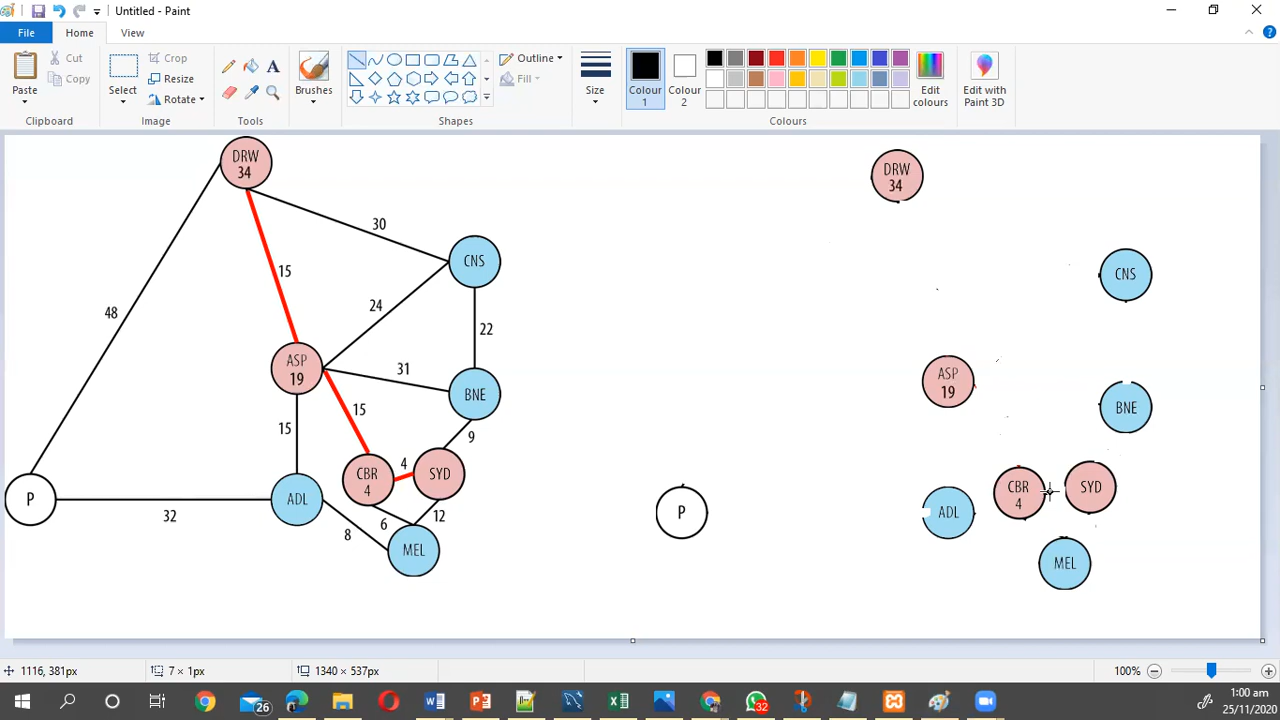 Untitled - Paint
File
Home
View
Paste
Cut
Copy
Clipboard
Select
Crop
Resize
Rotate
Image
A
Tools
Brushes
Shapes
Outline
Fill
Size
Colour
1
Colour
2
Edit
colours
Edit with
Paint 3D
Colours
DRW
34
DRW
34
30
CNS
CNS
15
24
48
22
ASP
19
31
ASP
19
BNE
BNE
15
15
9
CBR
4
4
SYD
CBR
4
SYD
P
32
ADL
P
ADL
6
12
8
MEL
MEL
1116, 381px
7 × 1px
1340 × 537px
100%
26
32
1:00 am
25/11/2020